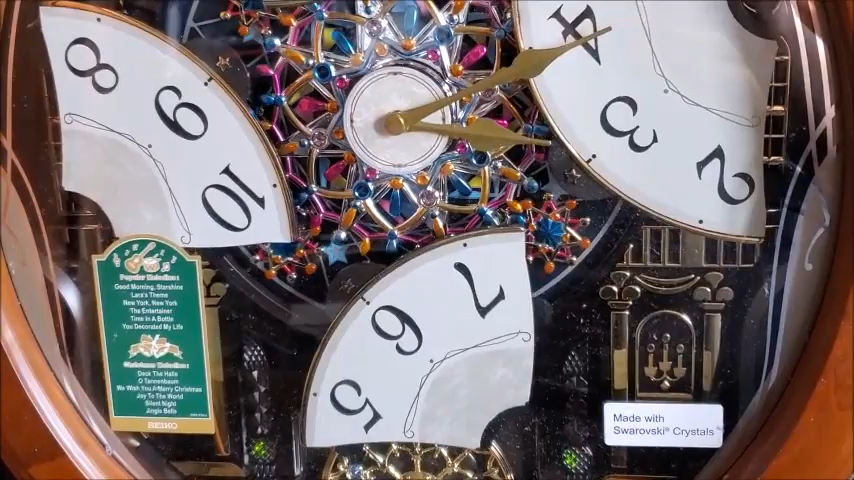 8
9
10
4
3
2
7
6
5
Popular Melodies:
Good Morning, Starshine
Lara's Theme
New York, New York
The Entertainer
Time In A Bottle
You Decorated My Life
Christmas Melodies:
Deck The Halls
O Tannenbaum
We Wish You A Merry Christmas
Joy To The World
Silent Night
Jingle Bells
SEIKO
Made with
Swarovski® Crystals